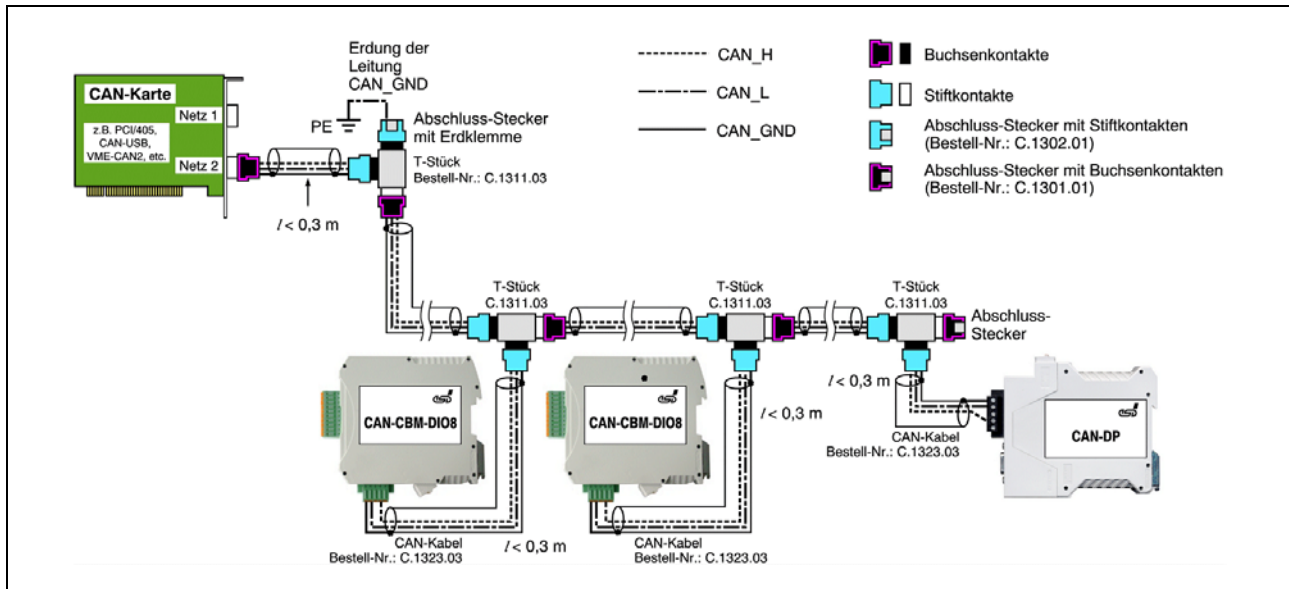 CAN-Karte
Netz 1
z.B. PCI/405,
CAN-USB,
VME-CAN2, etc.
Netz 2
Erdung der
Leitung
CAN_GND
PE
Abschluss-Stecker
mit Erdklemme
T-Stück
Bestell-Nr.: C.1311.03
l < 0,3 m
CAN_H
CAN_L
CAN_GND
Buchsenkontakte
Stiftkontakte
Abschluss-Stecker mit Stiftkontakten
(Bestell-Nr.: C.1302.01)
Abschluss-Stecker mit Buchsenkontakten
(Bestell-Nr.: C.1301.01)
T-Stück
C.1311.03
T-Stück
C.1311.03
T-Stück
C.1311.03
Abschluss-
Stecker
CAN-CBM-DIO8
l < 0,3 m
CAN-Kabel
Bestell-Nr.: C.1323.03
CAN-CBM-DIO8
l < 0,3 m
CAN-Kabel
Bestell-Nr.: C.1323.03
l < 0,3 m
CAN-Kabel
Bestell-Nr.: C.1323.03
CAN-DP